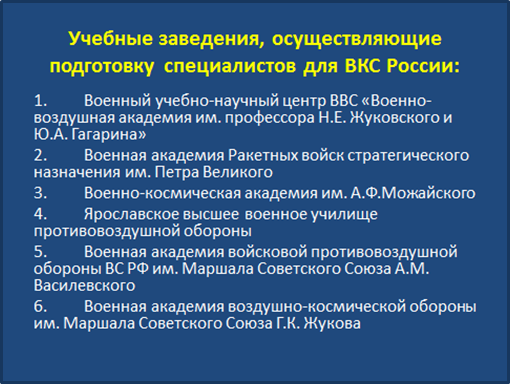 Учебные заведения, осуществляющие
подготовку специалистов для ВКС России:
1. Военный учебно-научный центр ВВС «Военно-
воздушная академия им. профессора Н.Е. Жуковского и
Ю.А. Гагарина»
2. Военная академия Ракетных войск стратегического
назначения им. Петра Великого
3. Военно-космическая академия им. А.Ф.Можайского
4. Ярославское высшее военное училище
противовоздушной обороны
5. Военная академия войсковой противовоздушной
обороны ВС РФ им. Маршала Советского Союза А.М.
Василевского
6. Военная академия воздушно-космической обороны
им. Маршала Советского Союза Г.К. Жукова